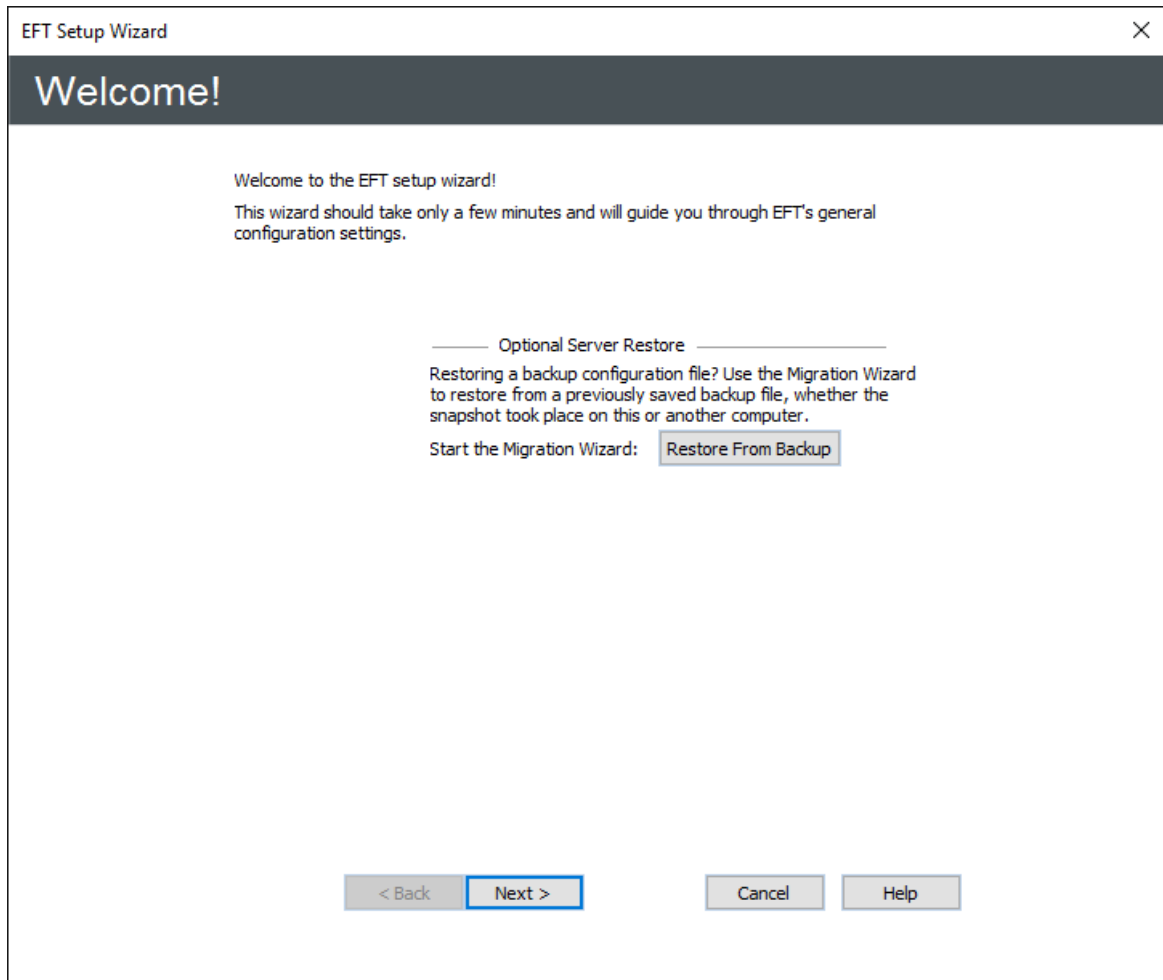 EFT Setup Wizard
Welcome!
Welcome to the EFT setup wizard!
This wizard should take only a few minutes and will guide you through EFT's general
configuration settings.
Optional Server Restore
Restoring a backup configuration file? Use the Migration Wizard
to restore from a previously saved backup file, whether the
snapshot took place on this or another computer.
Start the Migration Wizard: Restore From Backup
< Back Next > Cancel Help